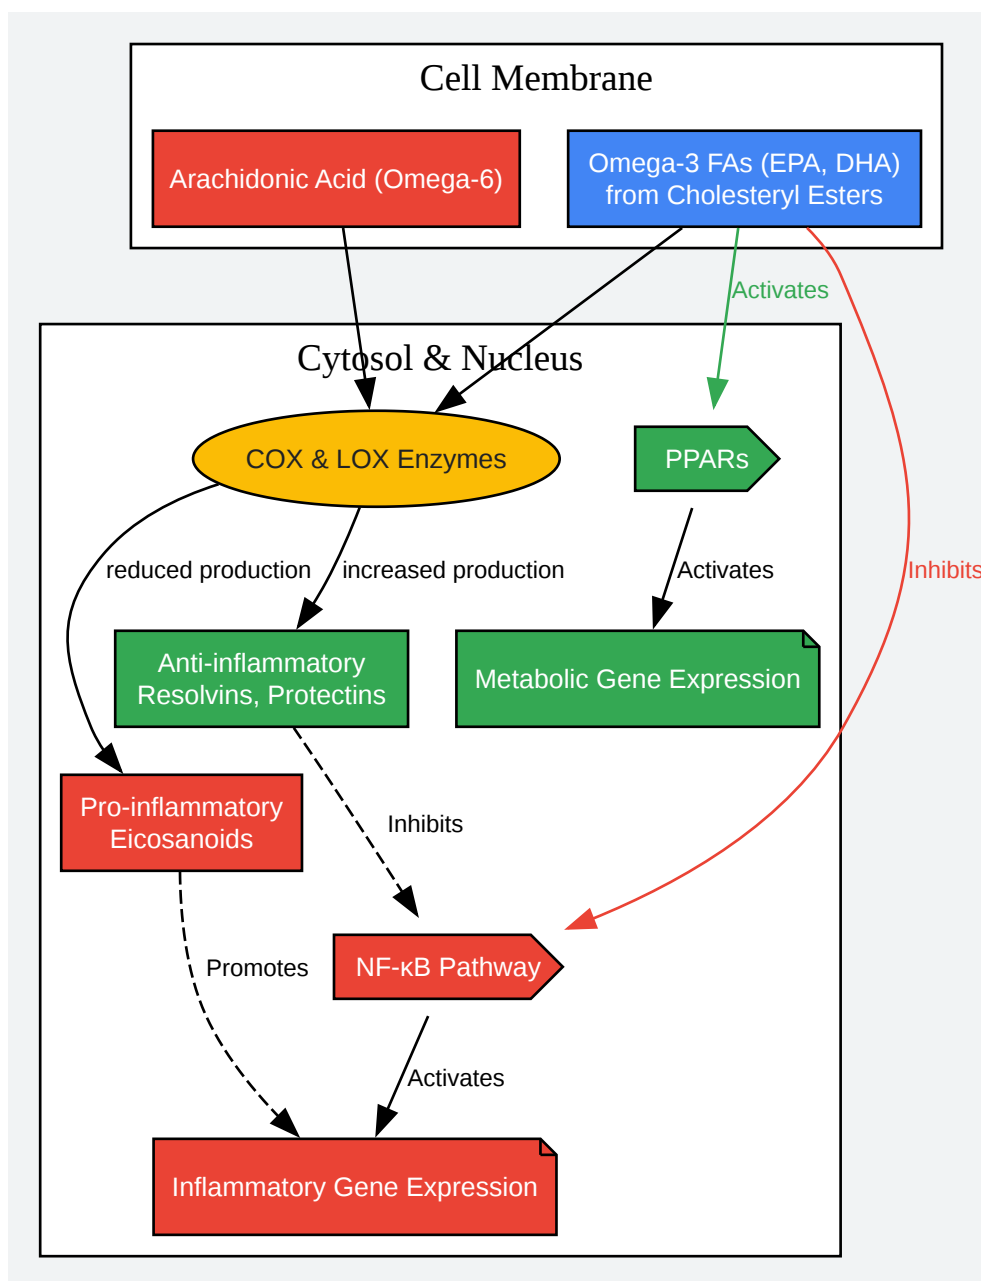 Cell Membrane
Arachidonic Acid (Omega-6)
Omega-3 FAs (EPA, DHA)
from Cholesteryl Esters
Activates
Cytosol & Nucleus
COX & LOX Enzymes
PPARs
reduced production
increased production
Activates
Inhibits
Anti-inflammatory
Resolvins, Protectins
Metabolic Gene Expression
Pro-inflammatory
Eicosanoids
Inhibits
Promotes
NF-κB Pathway
Activates
Inflammatory Gene Expression